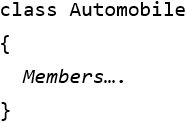 class Automobile
{
Members….
}